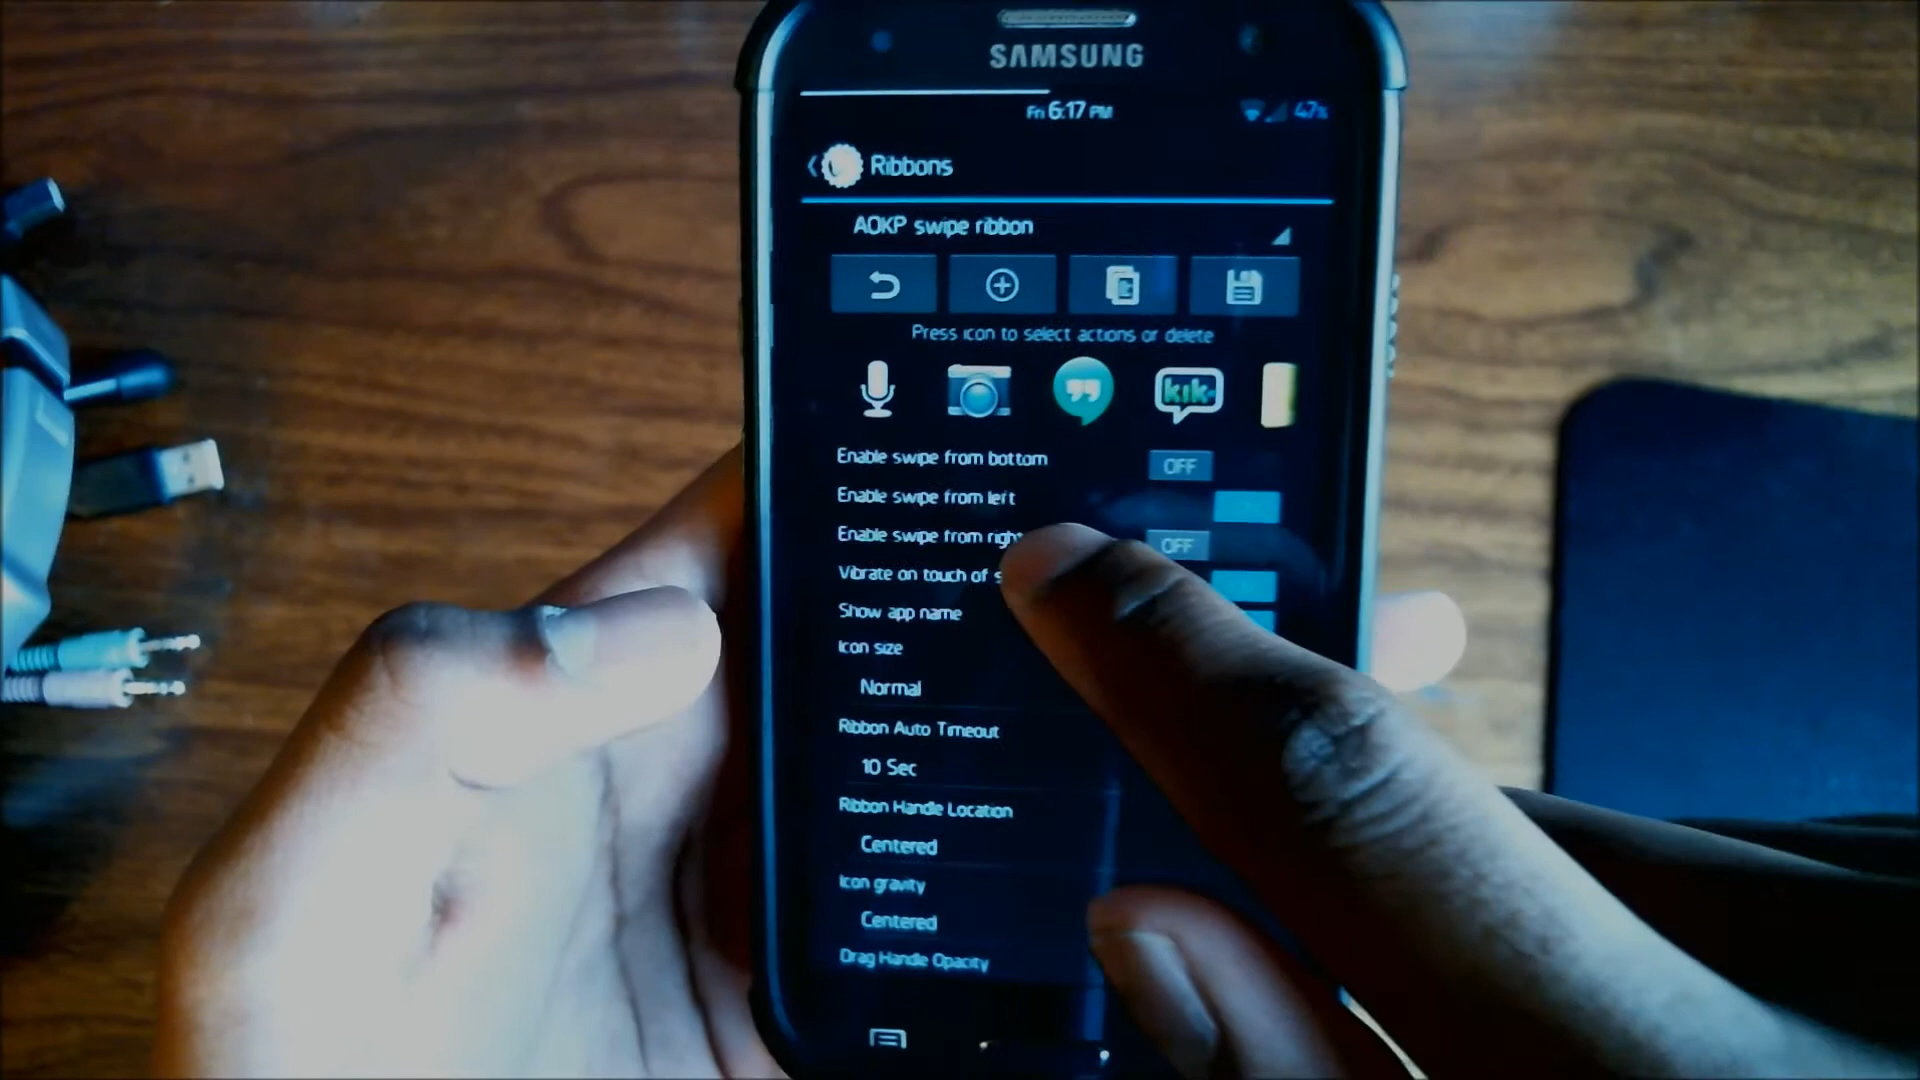 SAMSUNG
Fri 6:17 PM 47%
Ribbons
AOKP swipe ribbon
Press icon to select actions or delete
kik
Enable swipe from bottom OFF
Enable swipe from left
Enable swipe from righ OFF
Vibrate on touch of
Show app name
Icon size
Normal
Ribbon Auto Timeout
10 Sec
Ribbon Handle Location
Centered
Icon gravity
Centered
Drag Handle Opacity